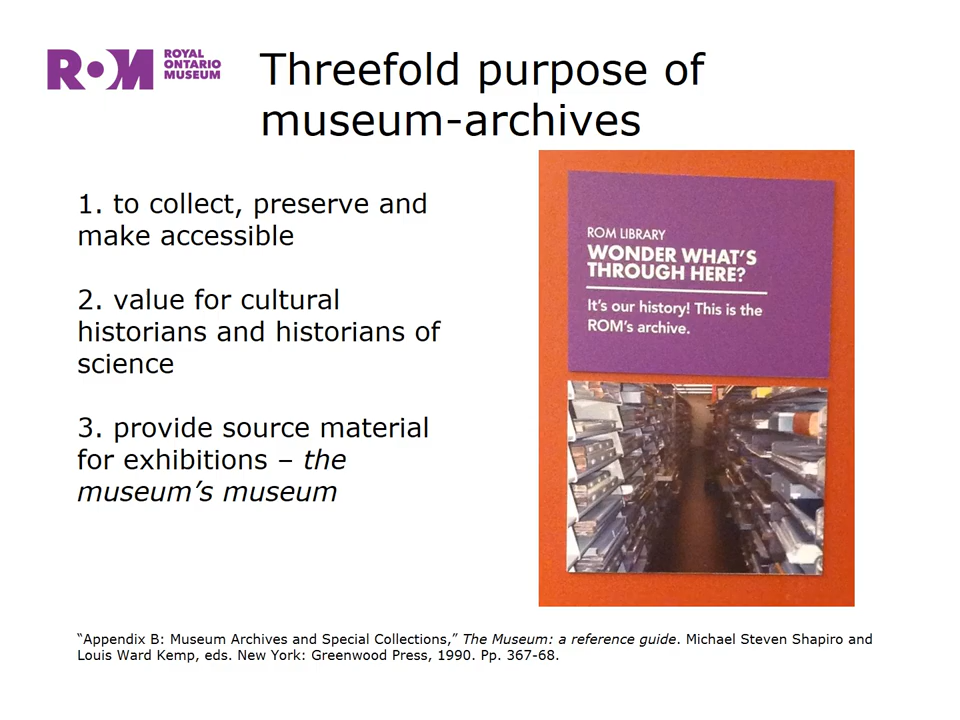 ROM ROYAL
ONTARIO
MUSEUM
Threefold purpose of
museum-archives
1. to collect, preserve and
make accessible
2. value for cultural
historians and historians of
science
3. provide source material
for exhibitions – the
museum’s museum
ROM LIBRARY
WONDER WHAT'S
THROUGH HERE?
It's our history! This is the
ROM's archive.
“Appendix B: Museum Archives and Special Collections,” The Museum: a reference guide. Michael Steven Shapiro and
Louis Ward Kemp, eds. New York: Greenwood Press, 1990. Pp. 367-68.